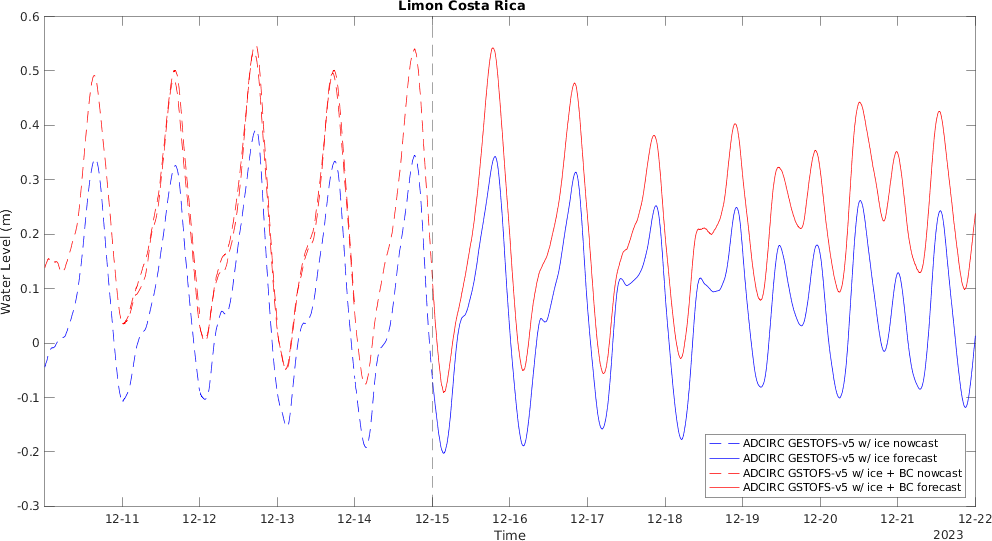 Limon Costa Rica
Water Level (m)
0.6
0.5
0.4
0.3
0.2
0.1
0
-0.1
-0.2
-0.3
ADCIRC GESTOFS-v5 w/ ice nowcast
ADCIRC GESTOFS-v5 w/ ice forecast
ADCIRC GSTOFS-v5 w/ ice + BC nowcast
ADCIRC GSTOFS-v5 w/ ice + BC forecast
12-11 12-12 12-13 12-14 12-15 12-16 12-17 12-18 12-19 12-20 12-21 12-22
Time
2023